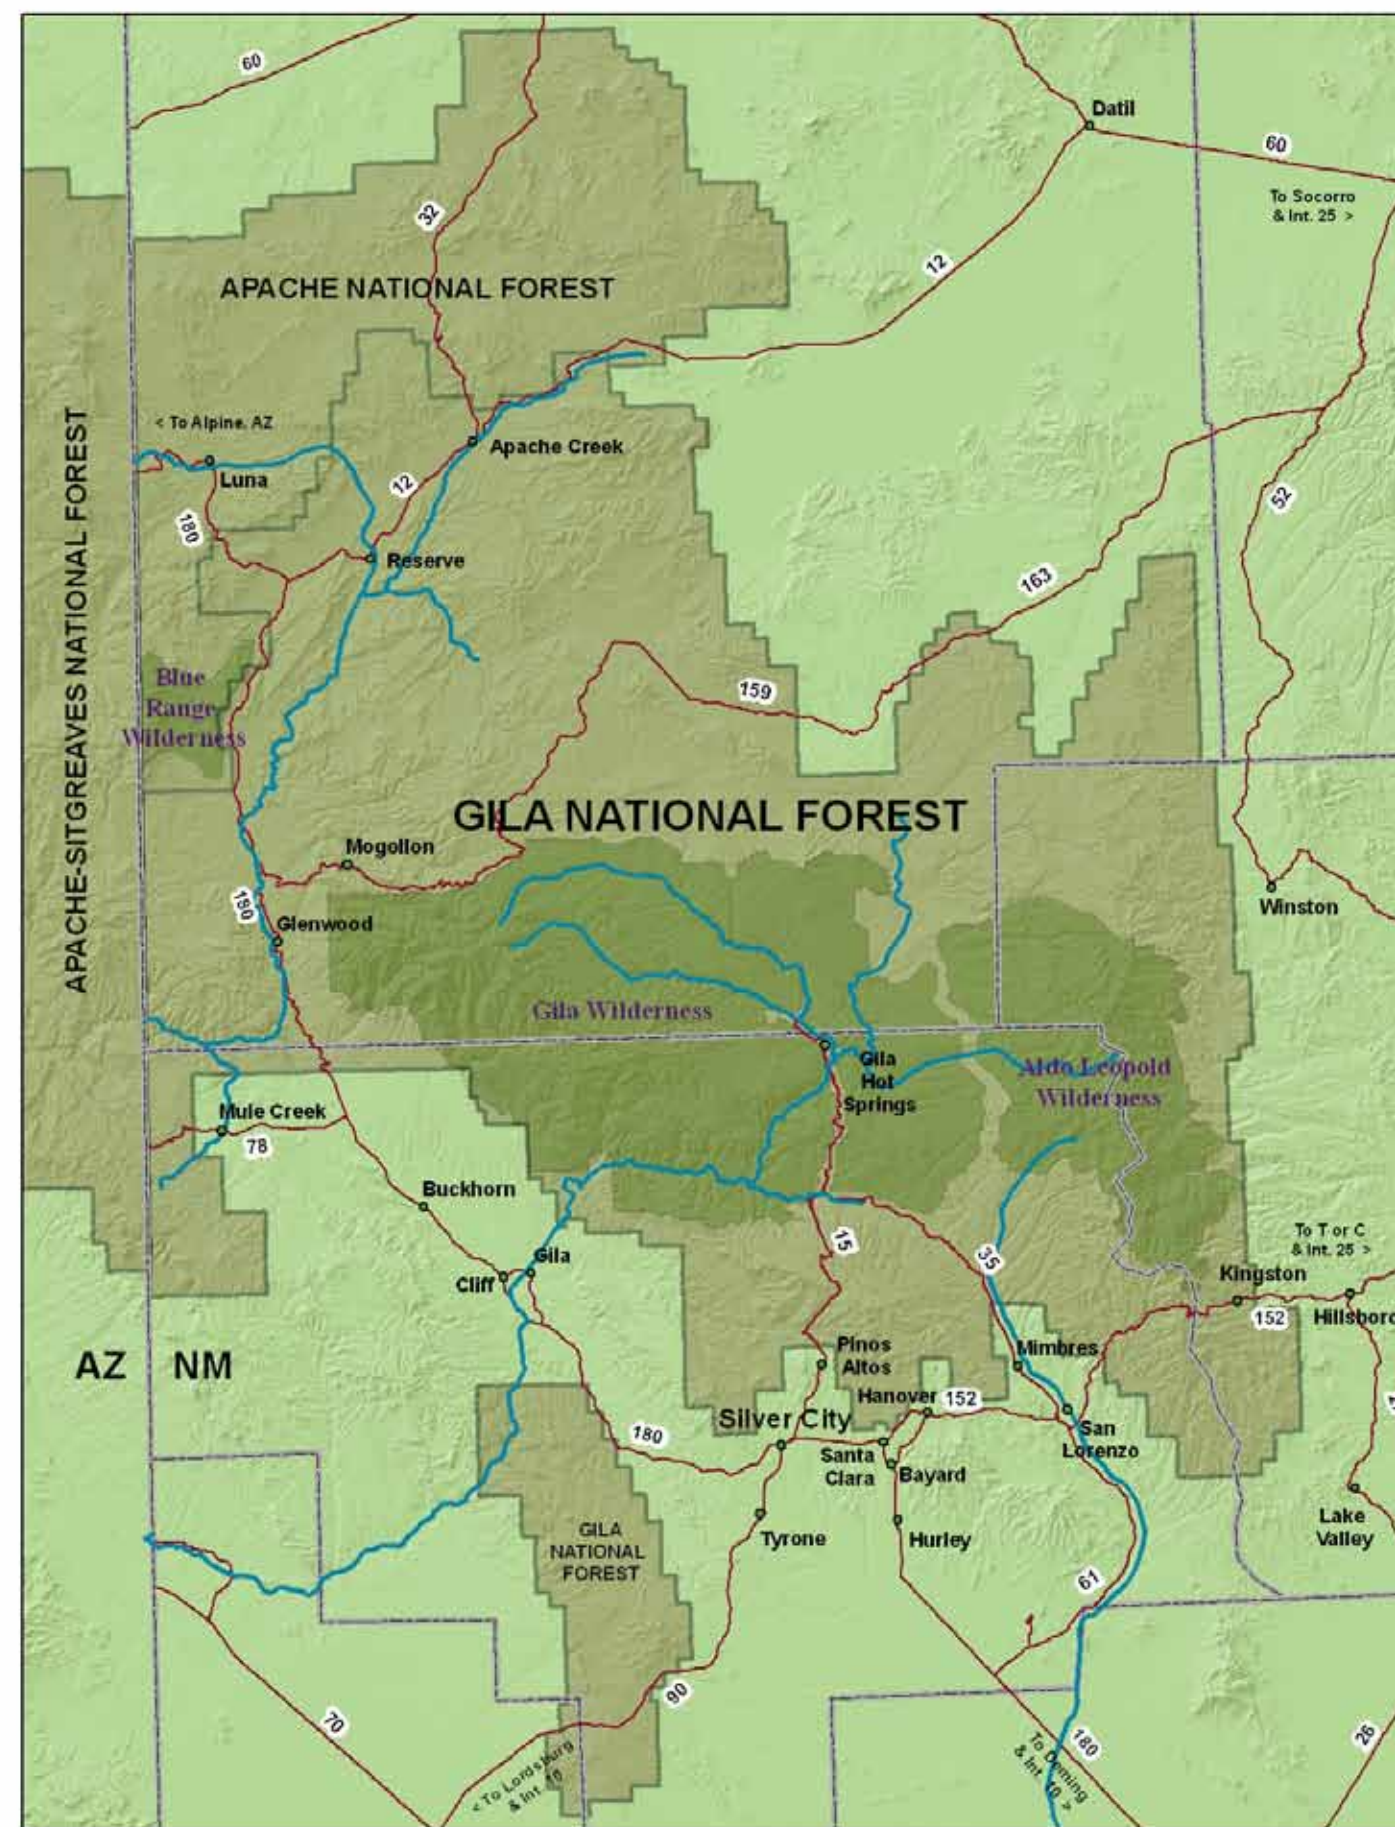 60
Datil
60
To Socorro
& Int. 25 >
32
12
APACHE NATIONAL FOREST
< To Alpine, AZ
Apache Creek
Luna
12
180
52
Reserve
163
APACHE-SITGREAVES NATIONAL FOREST
Blue
Range
Wilderness
159
GILA NATIONAL FOREST
Mogollon
180
Glenwood
Winston
Gila Wilderness
Gila
Hot
Springs
Aldo Leopold
Wilderness
Mule Creek
78
Buckhorn
15
35
To T or C
& Int. 25 >
Gila
Cliff
Kingston
152
Hillsboro
AZ
NM
Pinos
Altos
Mimbres
Hanover
152
Silver City
180
Santa
Clara
Bayard
San
Lorenzo
Tyrone
Hurley
Lake
Valley
GILA
NATIONAL
FOREST
61
90
70
< To Lordsburg
& Int. 10
To Deming
& Int. 10 >
180
26